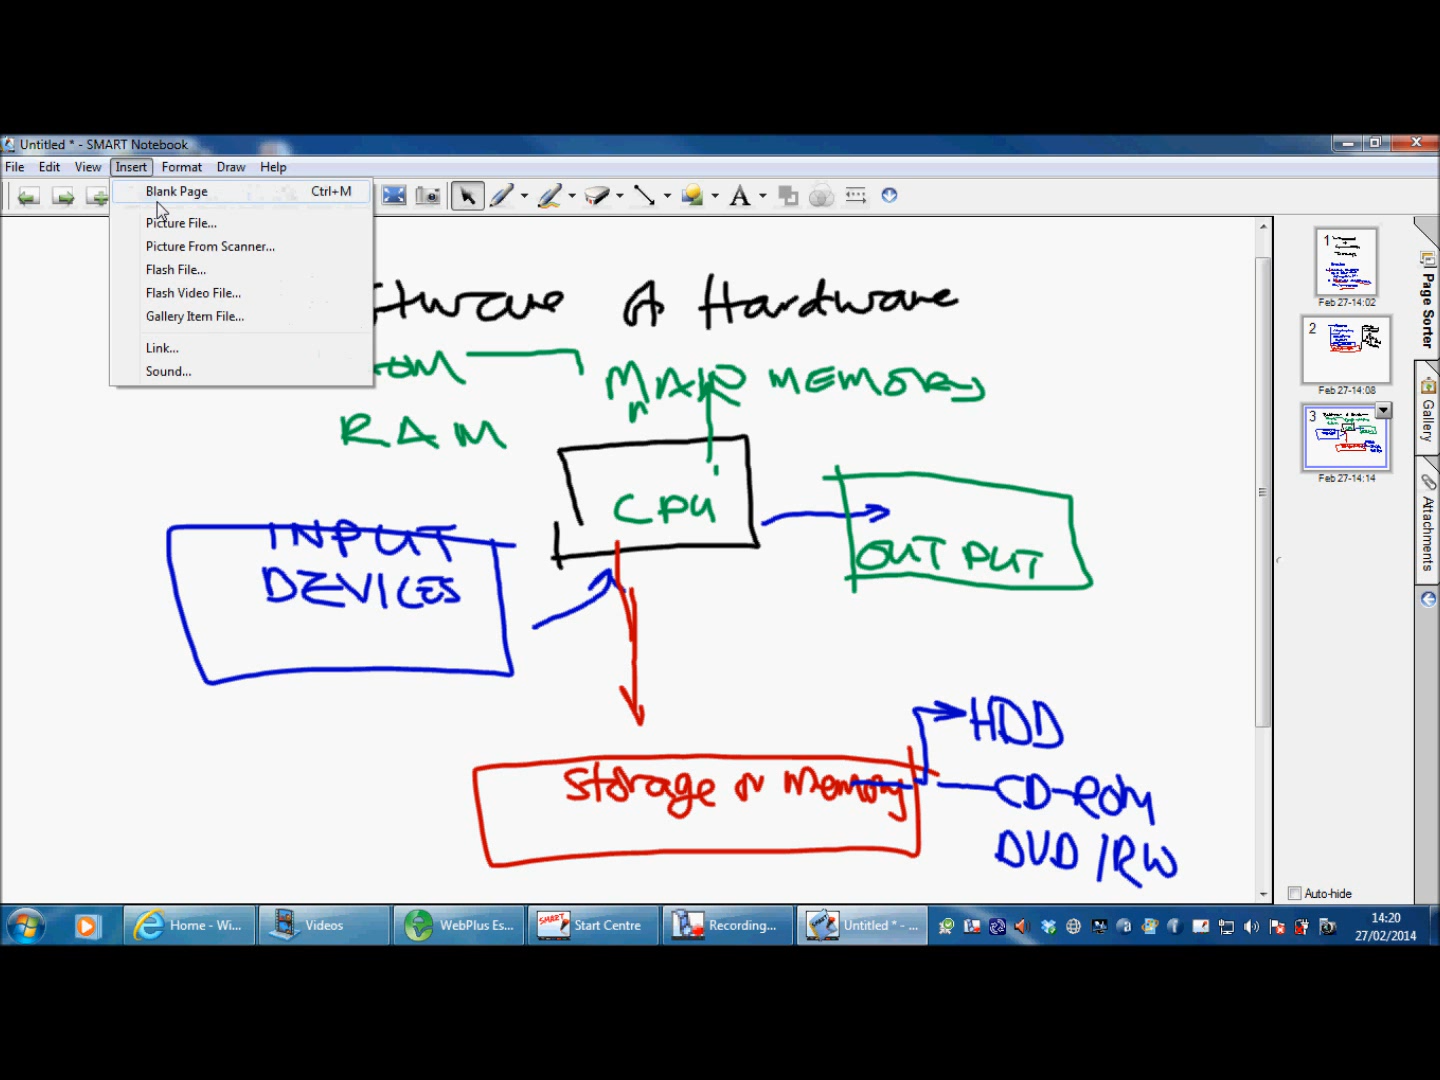 Untitled * - SMART Notebook
File Edit View Insert Format Draw Help
Blank Page Ctrl+M
Picture File...
Picture From Scanner...
Flash File...
Flash Video File...
Gallery Item File...
Link...
Sound...
Hardware
MAIN MEMORY
RAM
CPU
INPUT
DEVICES
OUTPUT
Storage or Memory
HDD
CD-ROM
DVD/RW
1
Feb 27-14:02
2
Feb 27-14:08
3
Feb 27-14:14
Page Sorter
Gallery
Attachments
Auto-hide
Home - Wi...
Videos
WebPlus Es...
Start Centre
Recording...
Untitled * - ...
14:20
27/02/2014